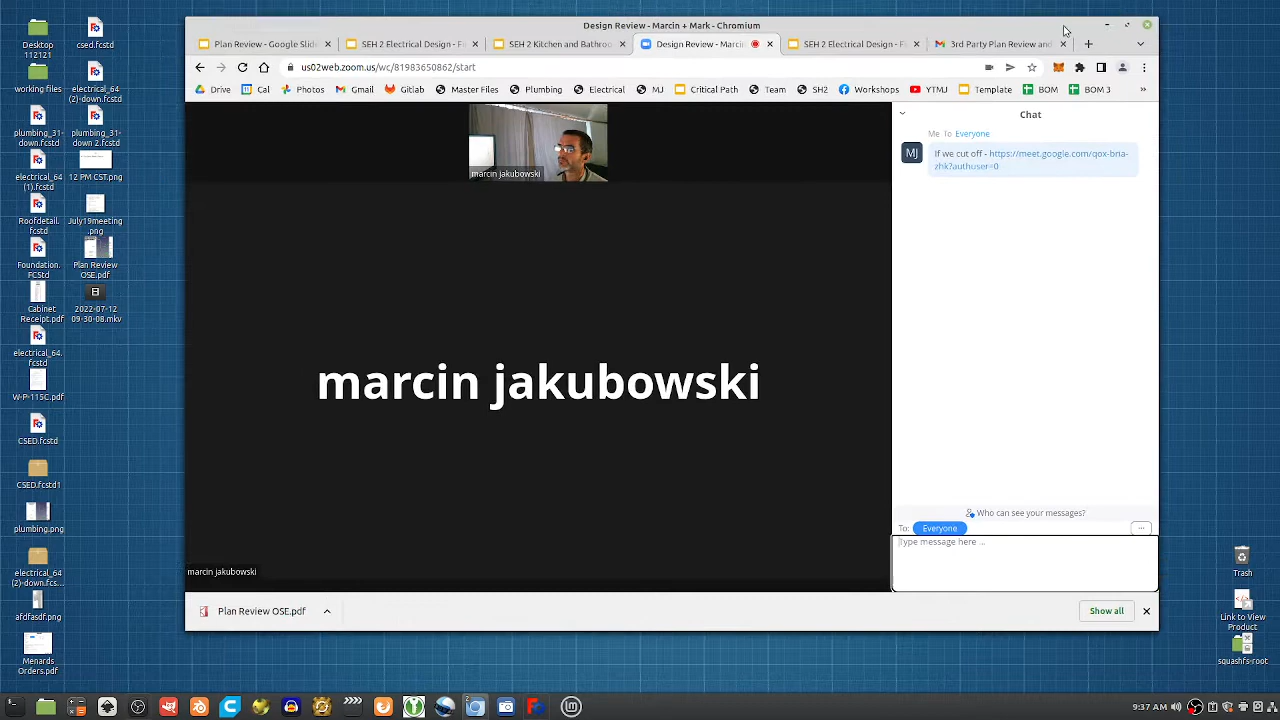 Design Review - Marcin + Mark - Chromium
Plan Review - Google Slid
SEH 2 Electrical Design - F
SEH 2 Kitchen and Bathroo
Design Review - Marcin
SEH 2 Electrical Design - F
3rd Party Plan Review and
us02web.zoom.us/wc/81983650862/start
Drive
Cal
Photos
Gmail
Gitlab
Master Files
Plumbing
Electrical
MJ
Critical Path
Team
SH2
Workshops
YTMJ
Template
BOM
BOM 2
marcin jakubowski
marcin jakubowski
marcin jakubowski
Chat
Me To Everyone
MJ
If we cut off - https://meet.google.com/qox-bria-
zhk?authuser=0
Who can see your messages?
To: Everyone
Type message here ...
Plan Review OSE.pdf
Show all
Desktop
12121
working files
plumbing_31-
down.fcstd
electrical_64
(1).fcstd
Roofdetail.
fcstd
Foundation.
FCStd
Cabinet
Receipt.pdf
electrical_64.
fcstd
W-P-115C.pdf
CSED.fcstd
CSED.fcstd1
plumbing.png
electrical_64
(2)-down.fcs...
afdfasdf.png
Menards
Orders.pdf
csed.fcstd
electrical_64
(2)-down.fcstd
plumbing_31-
down 2.fcstd
12 PM CST.png
July19meeting
.png
Plan Review
OSE.pdf
2022-07-12
09-30-08.mkv
Trash
Link to View
Product
squashfs-root
9:37 AM